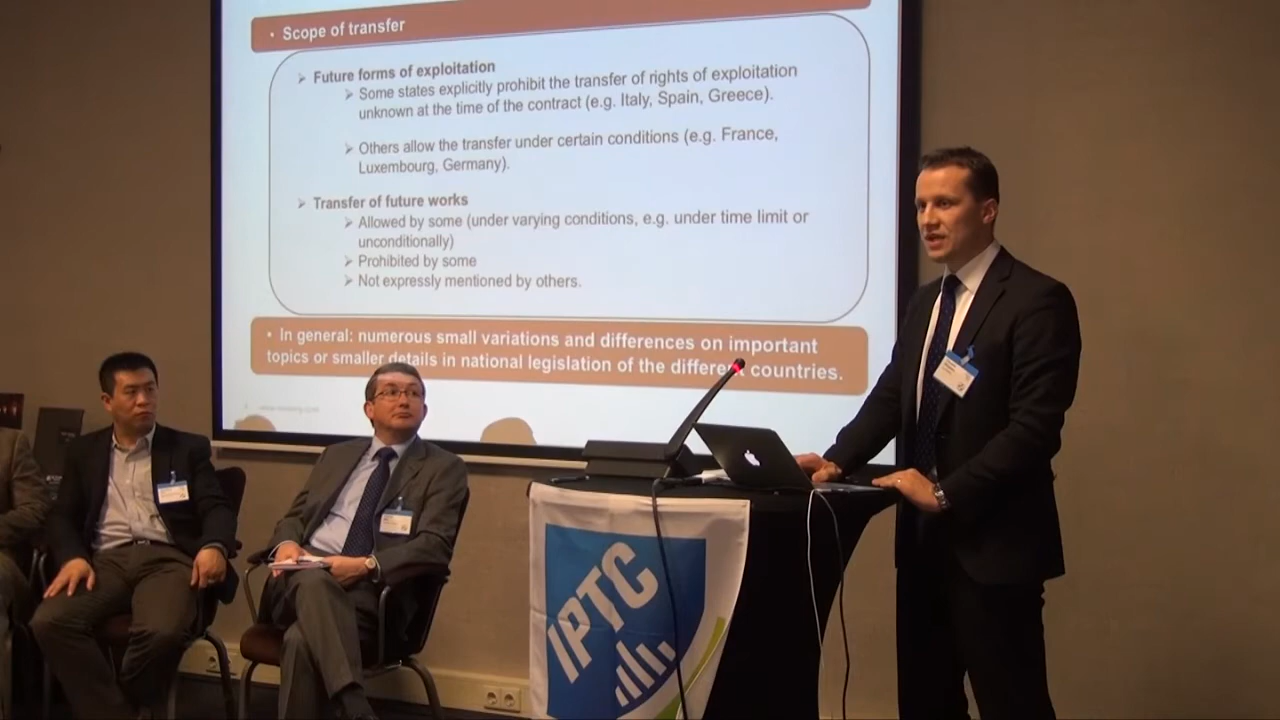 • Scope of transfer
➢ Future forms of exploitation
➢ Some states explicitly prohibit the transfer of rights of exploitation
unknown at the time of the contract (e.g. Italy, Spain, Greece).
➢ Others allow the transfer under certain conditions (e.g. France,
Luxembourg, Germany).
➢ Transfer of future works
➢ Allowed by some (under varying conditions, e.g. under time limit or
unconditionally)
➢ Prohibited by some
➢ Not expressly mentioned by others.
• In general: numerous small variations and differences on important
topics or smaller details in national legislation of the different countries.
IPTC